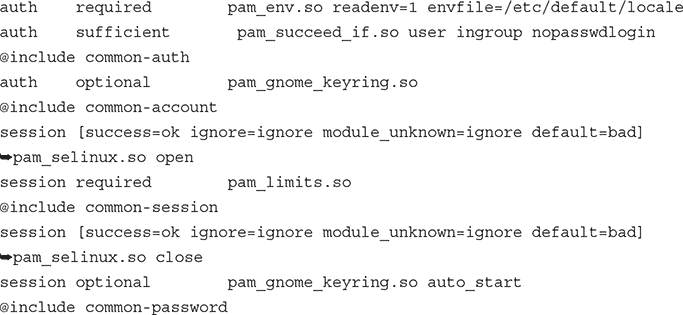 auth    required        pam_env.so readenv=1 envfile=/etc/default/locale
auth    sufficient       pam_succeed_if.so user ingroup nopasswdlogin
@include common-auth
auth    optional        pam_gnome_keyring.so
@include common-account
session [success=ok ignore=ignore module_unknown=ignore default=bad]
➥pam_selinux.so open
session required        pam_limits.so
@include common-session
session [success=ok ignore=ignore module_unknown=ignore default=bad]
➥pam_selinux.so close
session optional        pam_gnome_keyring.so auto_start
@include common-password